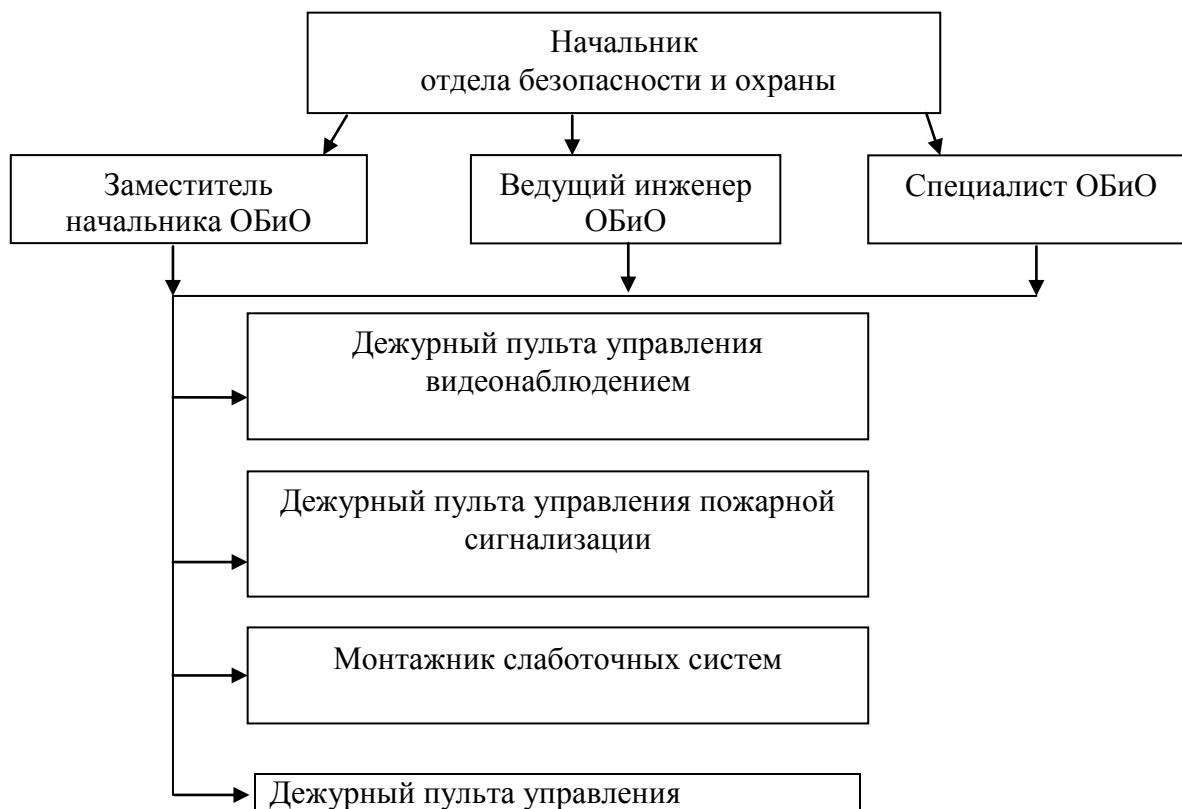 Начальник
отдела безопасности и охраны
Заместитель
начальника ОБиО
Ведущий инженер
ОБиО
Специалист ОБиО
Дежурный пульта управления
видеонаблюдением
Дежурный пульта управления пожарной
сигнализации
Монтажник слаботочных систем
Дежурный пульта управления